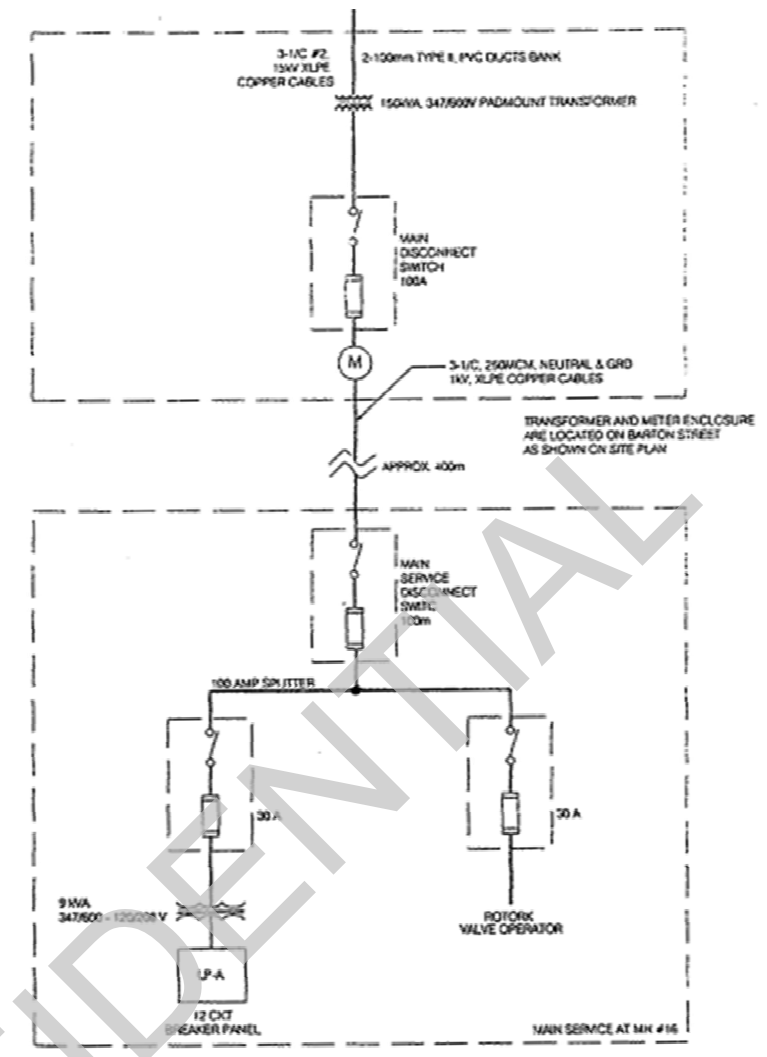 3-1/C #2,
15kV XLPE
COPPER CABLES
2-100mm TYPE II, PVC DUCTS BANK
150kVA, 347/600V PADMOUNT TRANSFORMER
MAIN
DISCONNECT
SWITCH
100A
M
3-1/C, 250MCM, NEUTRAL & GRD
1kV, XLPE COPPER CABLES
TRANSFORMER AND METER ENCLOSURE
ARE LOCATED ON BARTON STREET
AS SHOWN ON SITE PLAN
APPROX. 400m
MAIN
SERVICE
DISCONNECT
SWITC
100m
100 AMP SPLITTER
30 A
30 A
9 kVA
347/600 - 120/208 V
LP-A
12 CKT
BREAKER PANEL
ROTORK
VALVE OPERATOR
MAIN SERVICE AT MH #16
FIDENTIAL